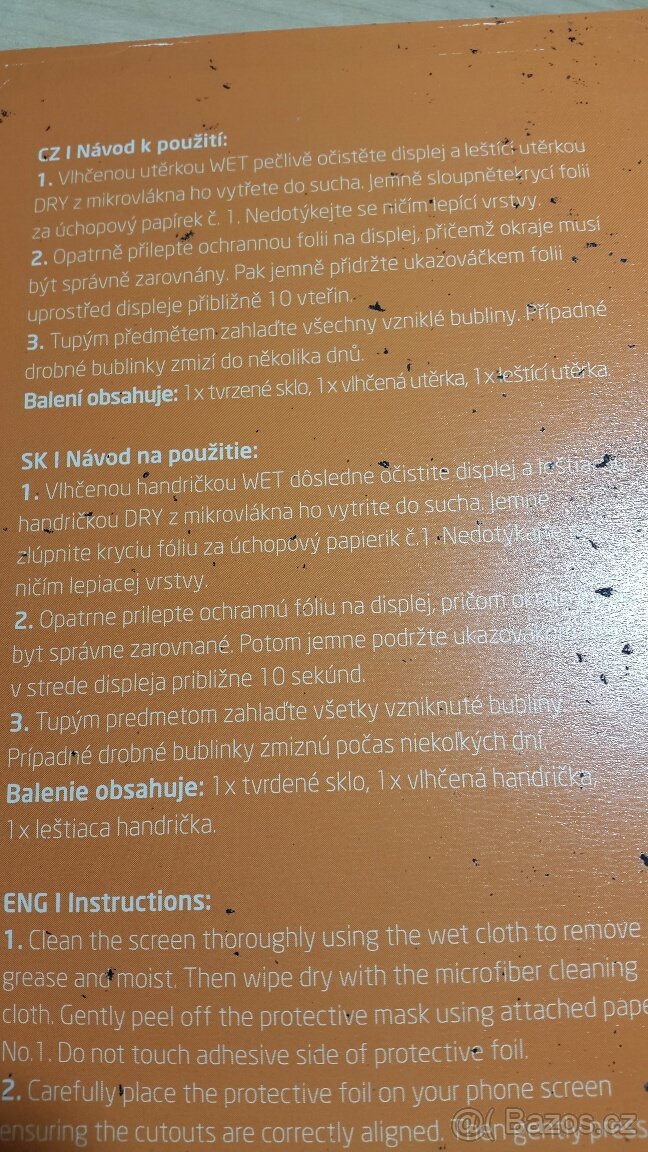 CZ I Návod k použití:
1. Vlhčenou utěrkou WET pečlivě očistěte displej a leštící utěrkou
DRY z mikrovlákna ho vytřete do sucha. Jemně sloupnětekrycí folii
za úchopový papírek č. 1. Nedotýkejte se ničím lepící vrstvy.
2. Opatrně přilepte ochrannou folii na displej, přičemž okraje musí
být správně zarovnány. Pak jemně přidržte ukazováčkem folii
uprostřed displeje přibližně 10 vteřin.
3. Tupým předmětem zahlaďte všechny vzniklé bubliny. Případné
drobné bublinky zmizí do několika dnů.
Balení obsahuje: 1x tvrzené sklo, 1x vlhčená utěrka, 1x leštící utěrka.
SK I Návod na použitie:
1. Vlhčenou handričkou WET dôsledne očistite displej a
handričkou DRY z mikrovlákna ho vytrite do sucha. Jemne
zlúpnite kryciu fóliu za úchopový papierik č.1. Nedotýkajte
ničím lepiacej vrstvy.
2. Opatrne prilepte ochrannú fóliu na displej, pričom
byt správne zarovnané. Potom jemne podržte
v strede displeja približne 10 sekúnd.
3. Tupým predmetom zahlaďte všetky vzniknuté bubliny.
Prípadné drobné bublinky zmiznú počas niekoľkých dní.
Balenie obsahuje: 1x tvrdené sklo, 1x vlhčená handrička,
1x leštiaca handrička.
ENG I Instructions:
1. Clean the screen thoroughly using the wet cloth to remove
grease and moist. Then wipe dry with the microfiber cleaning
cloth. Gently peel off the protective mask using attached pape
No.1. Do not touch adhesive side of protective foil.
2. Carefully place the protective foil on your phone screen
ensuring the cutouts are correctly aligned. Then gently press
Bazos.cz